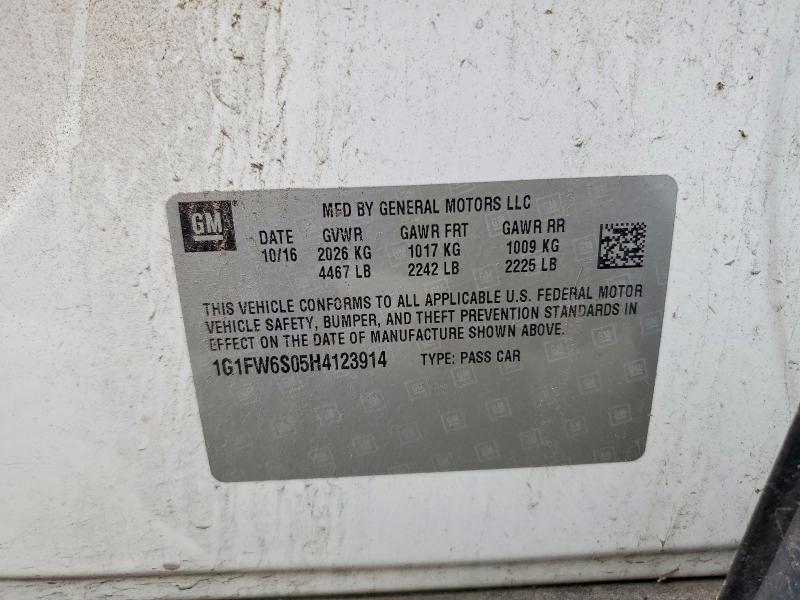 GM
MFD BY GENERAL MOTORS LLC
DATE GVWR GAWR FRT GAWR RR
10/16 2026 KG 1017 KG 1009 KG
4467 LB 2242 LB 2225 LB
THIS VEHICLE CONFORMS TO ALL APPLICABLE U.S. FEDERAL MOTOR
VEHICLE SAFETY, BUMPER, AND THEFT PREVENTION STANDARDS IN
EFFECT ON THE DATE OF MANUFACTURE SHOWN ABOVE.
1G1FW6S05H4123914 TYPE: PASS CAR